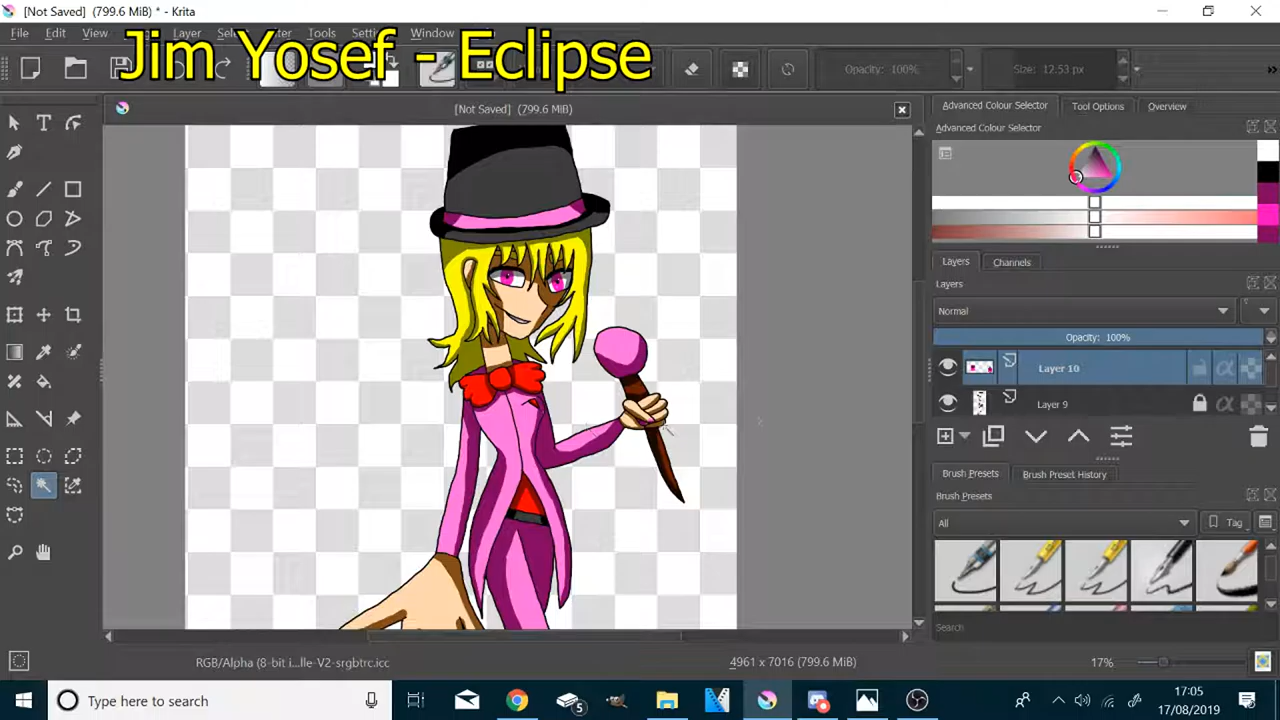 [Not Saved] (799.6 MiB) * - Krita
File Edit View Layer Window
Jim Yosef - Eclipse
Opacity: 100% Size: 12.53 px
[Not Saved] (799.6 MiB)
Advanced Colour Selector Tool Options Overview
Advanced Colour Selector
Layers Channels
Layers
Normal
Opacity: 100%
Layer 10
Layer 9
Brush Presets Brush Preset History
Brush Presets
All Tag
Search
RGB/Alpha (8-bit i...lle-V2-srgbtrc.icc 4961 x 7016 (799.6 MiB) 17%
Type here to search 5 17:05
17/08/2019